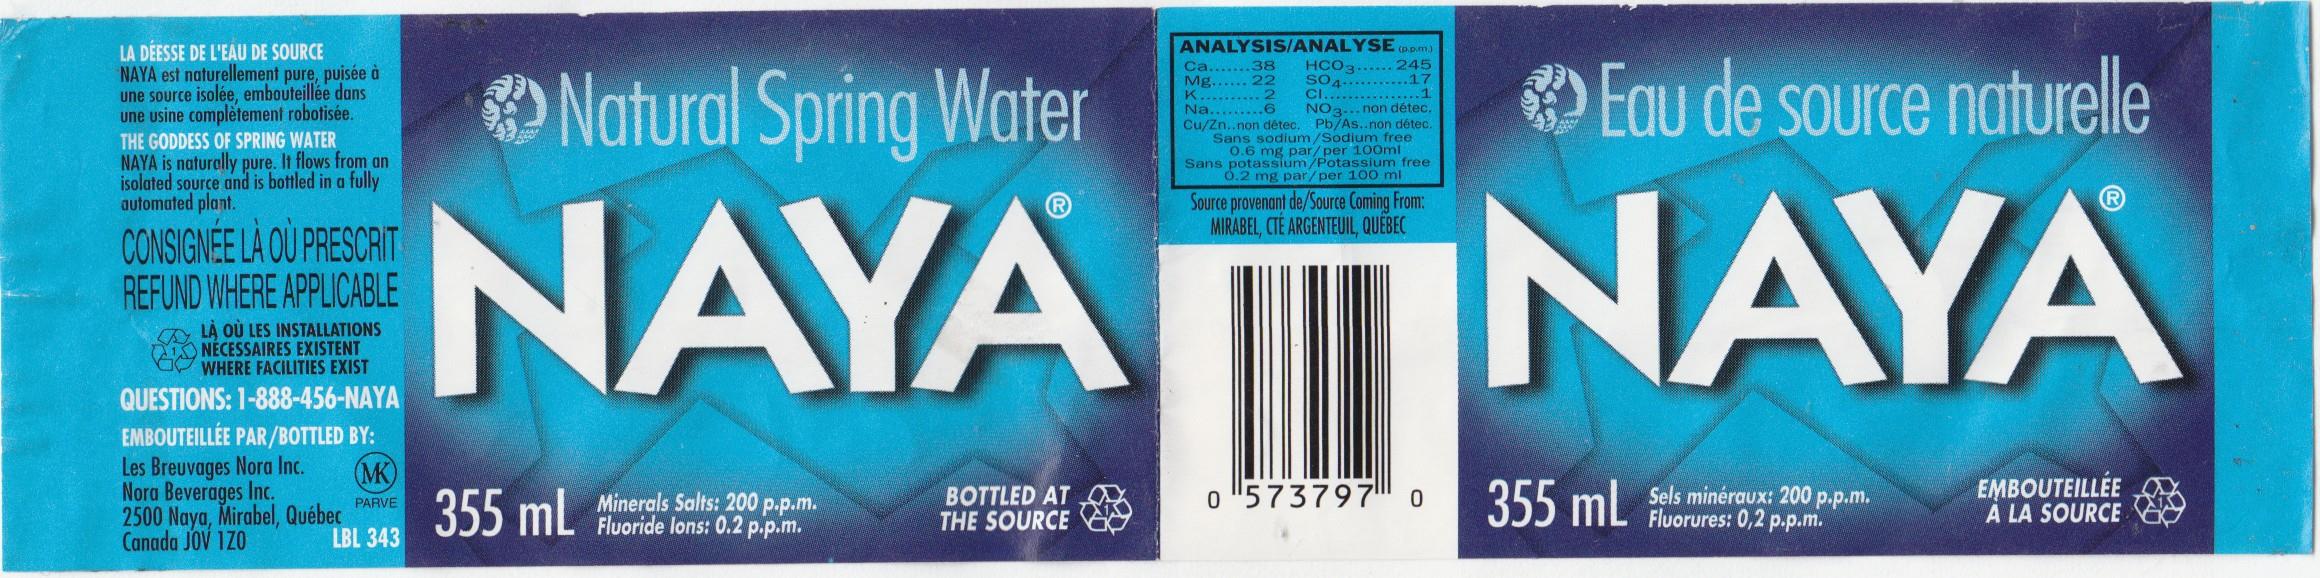 LA DÉESSE DE L'EAU DE SOURCE
NAYA est naturellement pure, puisée à
une source isolée, embouteillée dans
une usine complètement robotisée.
THE GODDESS OF SPRING WATER
NAYA is naturally pure. It flows from an
isolated source and is bottled in a fully
automated plant.
CONSIGNÉE LÀ OÙ PRESCRIT
REFUND WHERE APPLICABLE
1
LÀ OÙ LES INSTALLATIONS
NÉCESSAIRES EXISTENT
WHERE FACILITIES EXIST
QUESTIONS: 1-888-456-NAYA
EMBOUTEILLÉE PAR/BOTTLED BY:
Les Breuvages Nora Inc.
Nora Beverages Inc.
2500 Naya, Mirabel, Québec
Canada J0V 1Z0
MK
PARVE
LBL 343
Natural Spring Water
NAYA®
355 mL
Minerals Salts: 200 p.p.m.
Fluoride Ions: 0.2 p.p.m.
BOTTLED AT
THE SOURCE
1
ANALYSIS/ANALYSE (p.p.m.)
Ca.......38 HCO3......245
Mg......22 SO4...........17
K..........2 Cl................1
Na.........6 NO3...non détec.
Cu/Zn..non détec. Pb/As..non détec.
Sans sodium/Sodium free
0.6 mg par/per 100ml
Sans potassium/Potassium free
0.2 mg par/per 100 ml
Source provenant de/Source Coming From:
MIRABEL, CTÉ ARGENTEUIL, QUÉBEC
0 573797 0
Eau de source naturelle
NAYA®
355 mL
Sels minéraux: 200 p.p.m.
Fluorures: 0,2 p.p.m.
EMBOUTEILLÉE
À LA SOURCE
1